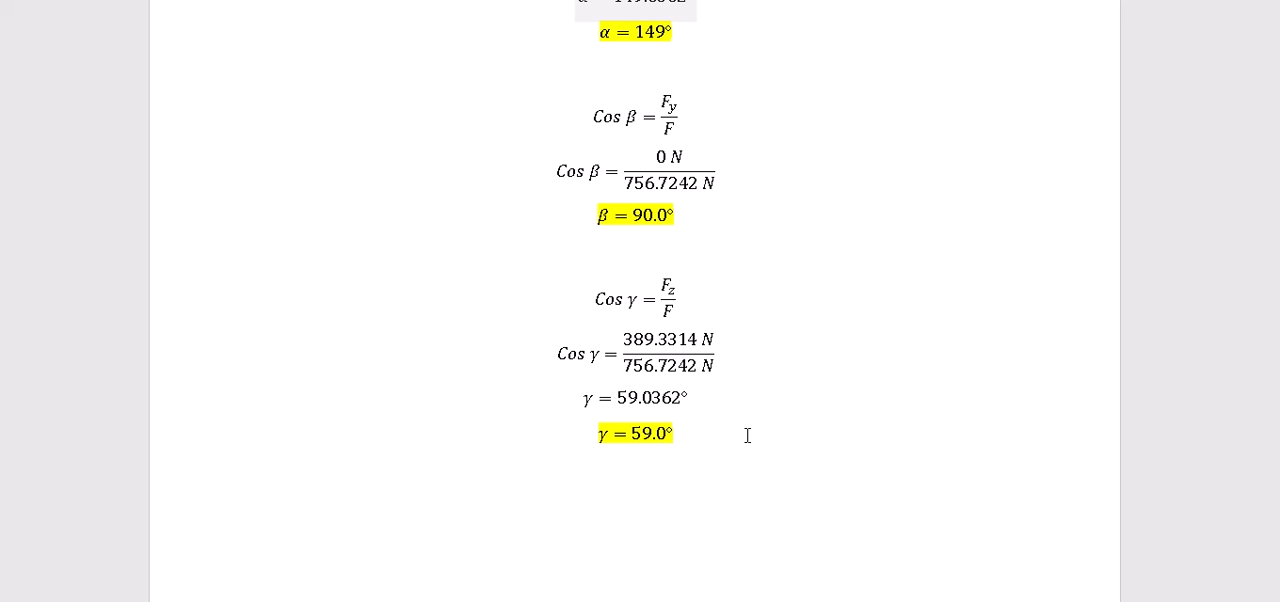 α = 149°
Cos β = F_y / F
Cos β = 0 N / 756.7242 N
β = 90.0°
Cos γ = F_z / F
Cos γ = 389.3314 N / 756.7242 N
γ = 59.0362°
γ = 59.0°